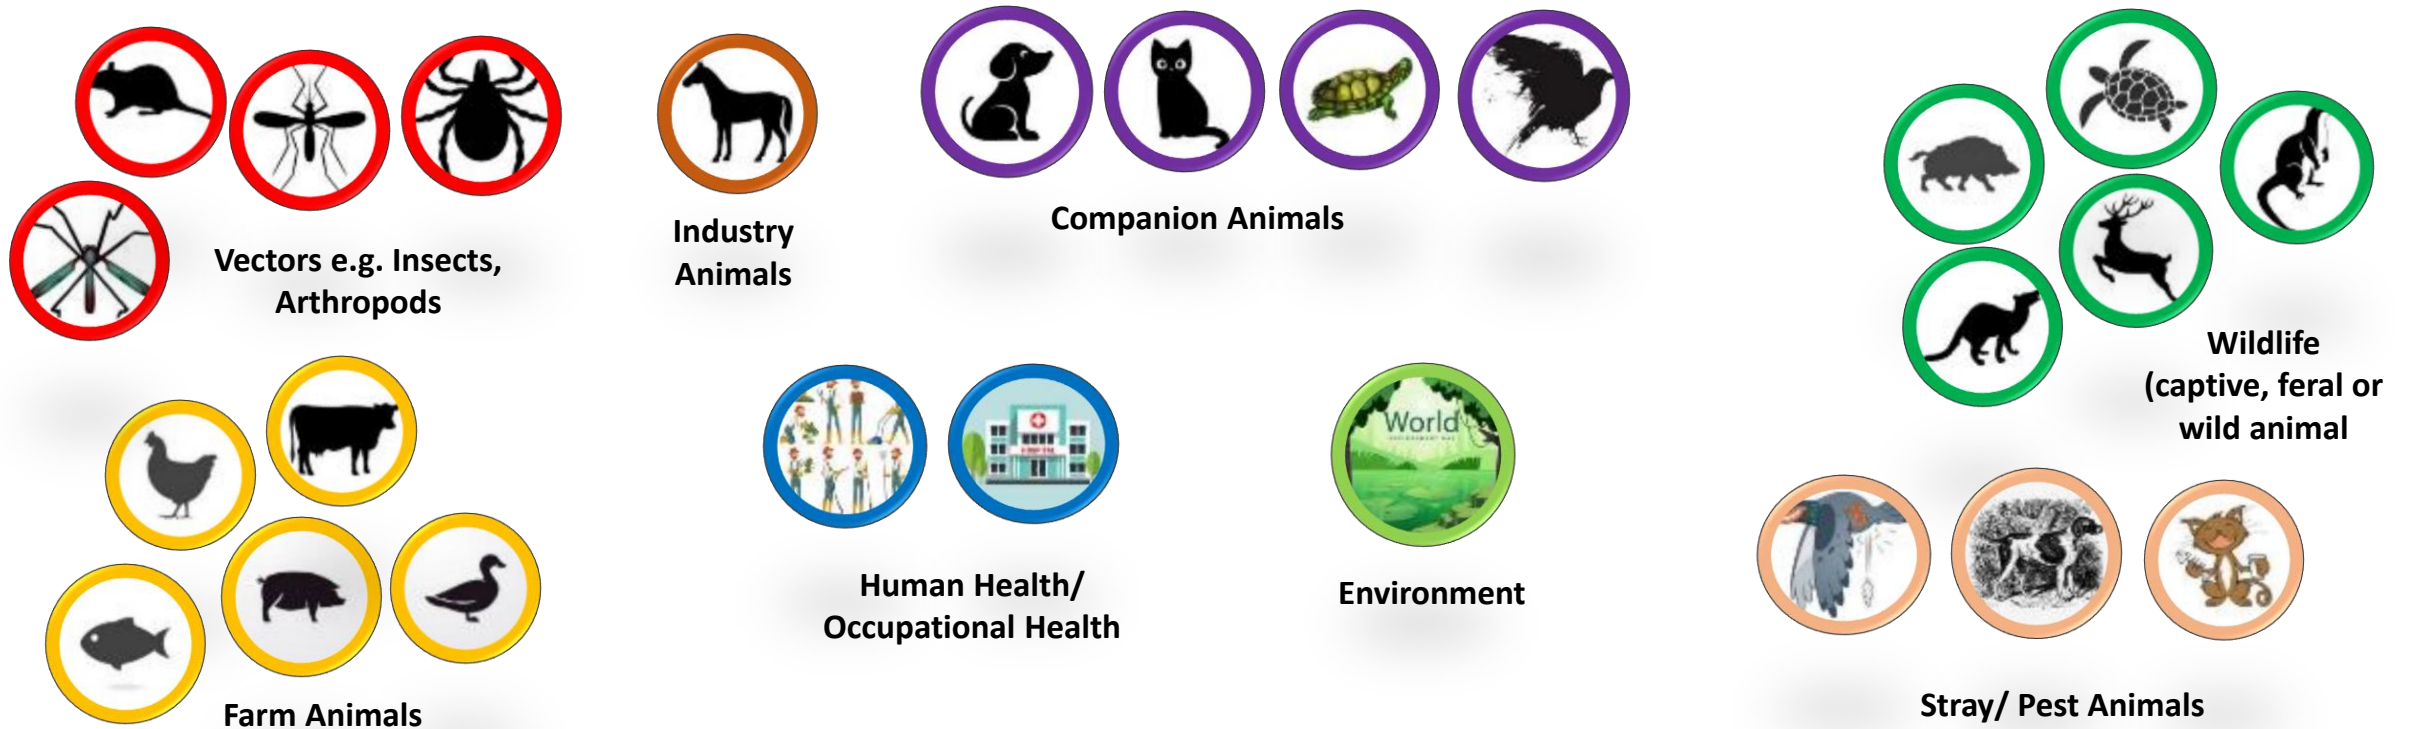 Vectors e.g. Insects,
Arthropods
Industry
Animals
Companion Animals
Wildlife
(captive, feral or
wild animal
Human Health/
Occupational Health
World
Environment
Farm Animals
Stray/ Pest Animals